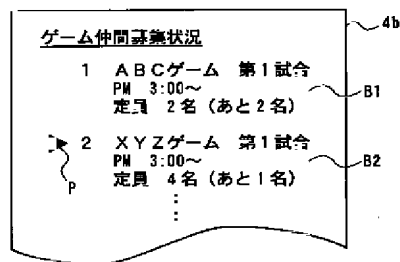 4b
ゲーム仲間募集状況
1 ABCゲーム 第1試合
PM 3:00~
定員 2名(あと2名)
B1
2 XYZゲーム 第1試合
PM 3:00~
定員 4名(あと1名)
B2
P